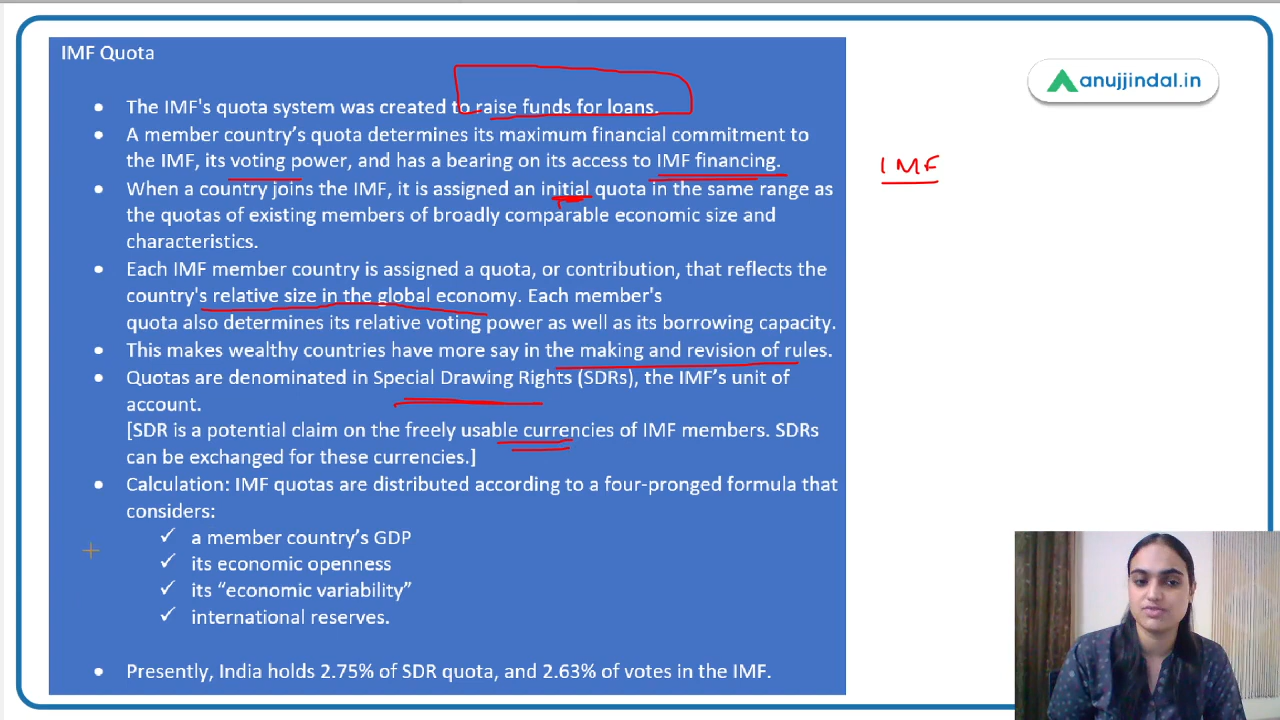 IMF Quota
anujjindal.in
• The IMF's quota system was created to raise funds for loans.
• A member country's quota determines its maximum financial commitment to
the IMF, its voting power, and has a bearing on its access to IMF financing.
IMF
• When a country joins the IMF, it is assigned an initial quota in the same range as
the quotas of existing members of broadly comparable economic size and
characteristics.
• Each IMF member country is assigned a quota, or contribution, that reflects the
country's relative size in the global economy. Each member's
quota also determines its relative voting power as well as its borrowing capacity.
• This makes wealthy countries have more say in the making and revision of rules.
• Quotas are denominated in Special Drawing Rights (SDRs), the IMF's unit of
account.
[SDR is a potential claim on the freely usable currencies of IMF members. SDRs
can be exchanged for these currencies.]
• Calculation: IMF quotas are distributed according to a four-pronged formula that
considers:
✓ a member country's GDP
✓ its economic openness
✓ its “economic variability”
✓ international reserves.
• Presently, India holds 2.75% of SDR quota, and 2.63% of votes in the IMF.